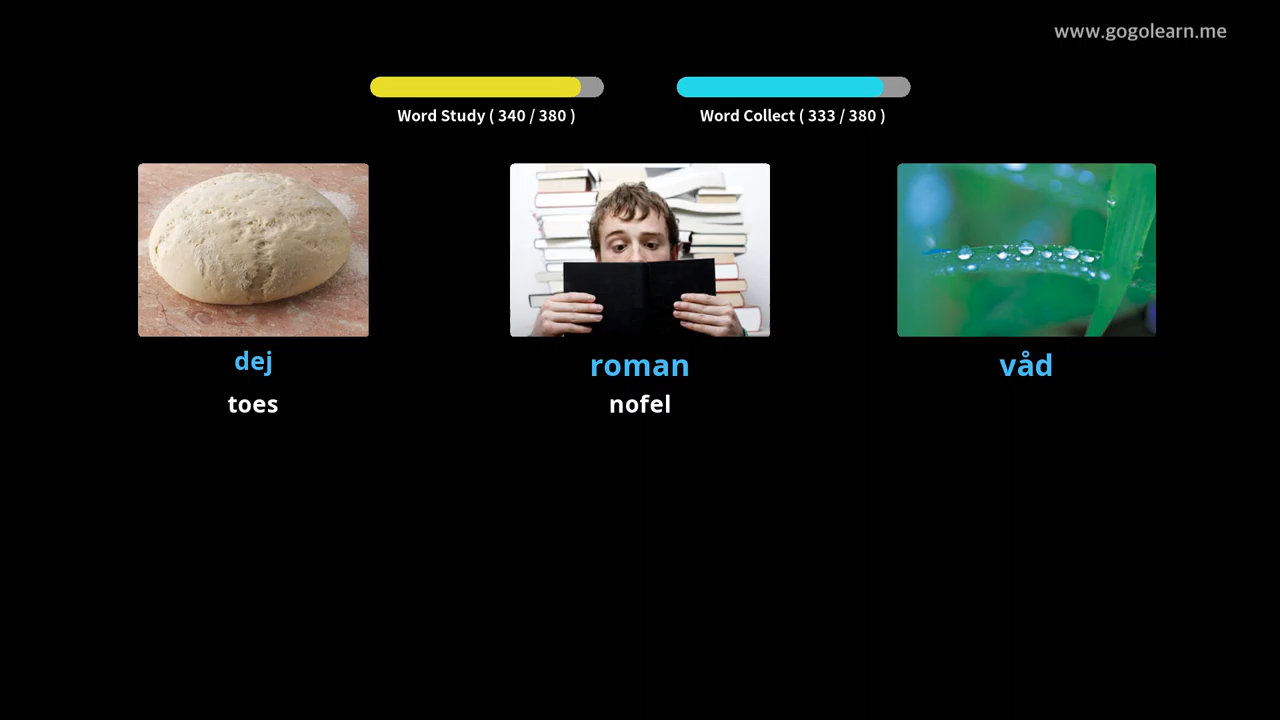 www.gogolearn.me
Word Study ( 340 / 380 )
Word Collect ( 333 / 380 )
dej
roman
våd
toes
nofel